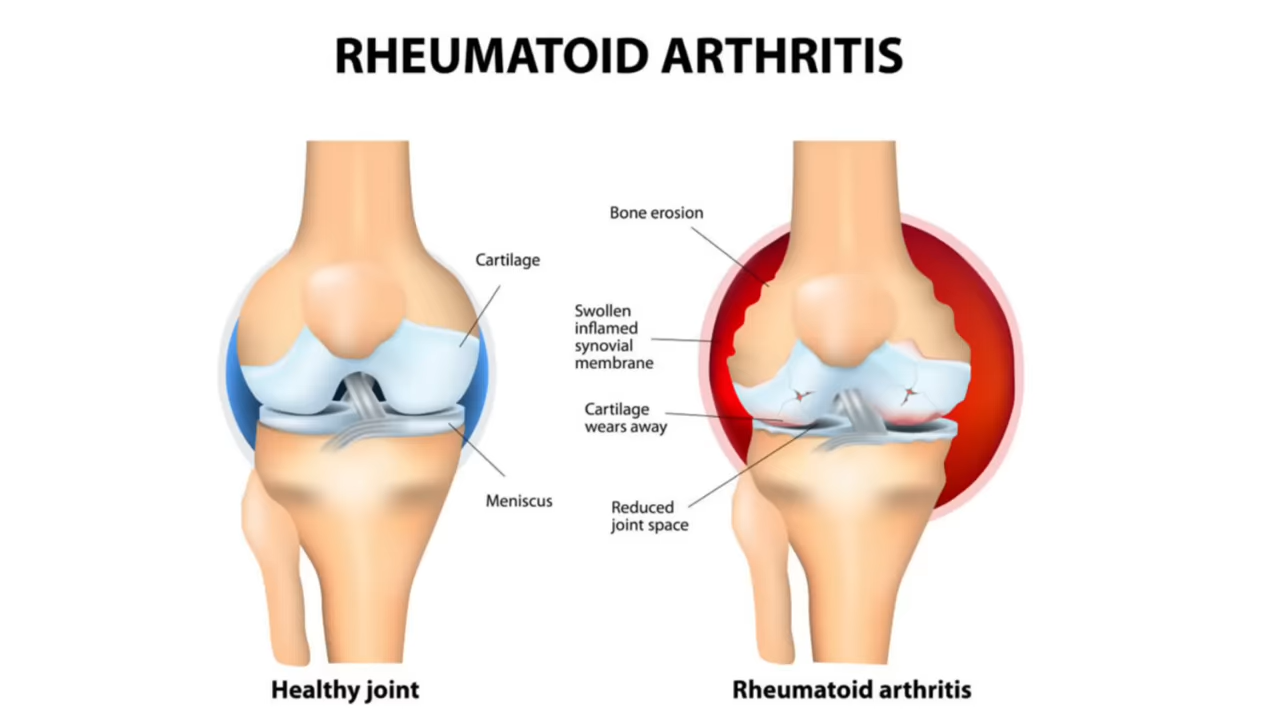 RHEUMATOID ARTHRITIS
Cartilage
Meniscus
Healthy joint
Bone erosion
Swollen
inflamed
synovial
membrane
Cartilage
wears away
Reduced
joint space
Rheumatoid arthritis